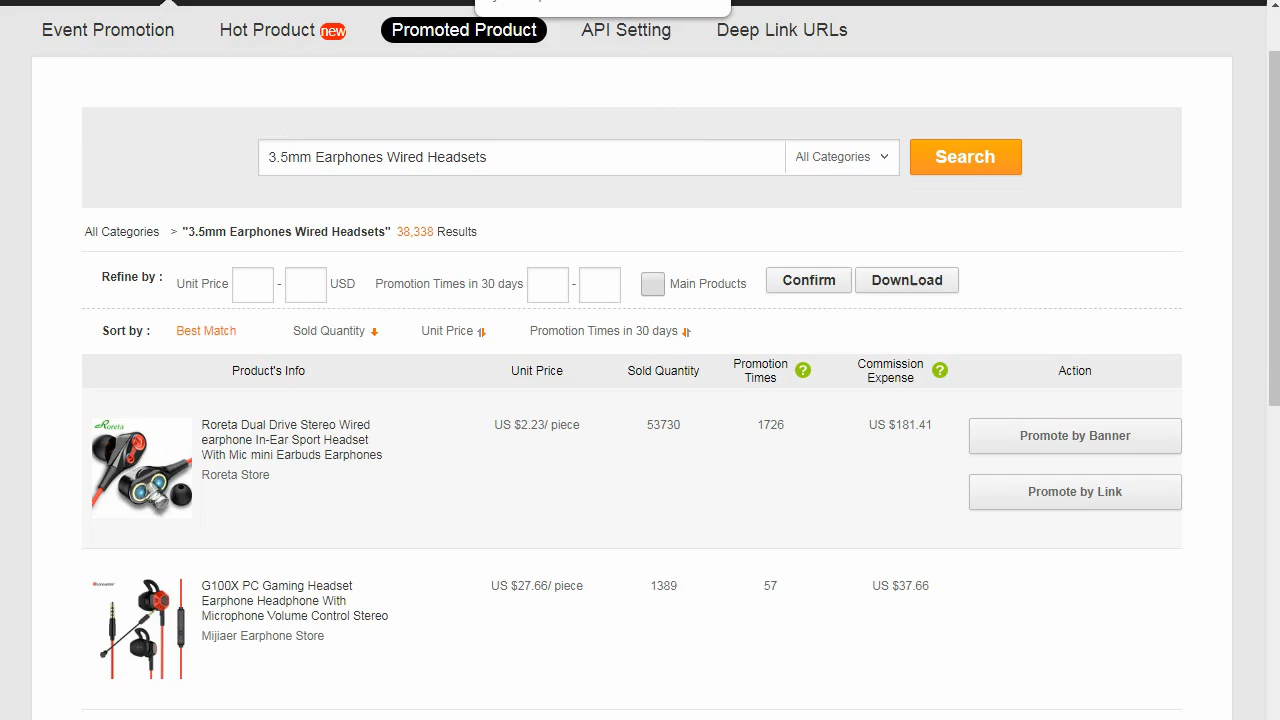 Event Promotion Hot Product new Promoted Product API Setting Deep Link URLs
3.5mm Earphones Wired Headsets All Categories Search
All Categories > "3.5mm Earphones Wired Headsets" 38,338 Results
Refine by : Unit Price - USD Promotion Times in 30 days - Main Products Confirm DownLoad
Sort by : Best Match Sold Quantity Unit Price Promotion Times in 30 days
Product's Info Unit Price Sold Quantity Promotion Times ? Commission Expense ? Action
Roreta
Roreta Dual Drive Stereo Wired US $2.23/ piece 53730 1726 US $181.41 Promote by Banner
earphone In-Ear Sport Headset
With Mic mini Earbuds Earphones
Roreta Store
Promote by Link
G100X PC Gaming Headset US $27.66/ piece 1389 57 US $37.66
Earphone Headphone With
Microphone Volume Control Stereo
Mijiaer Earphone Store